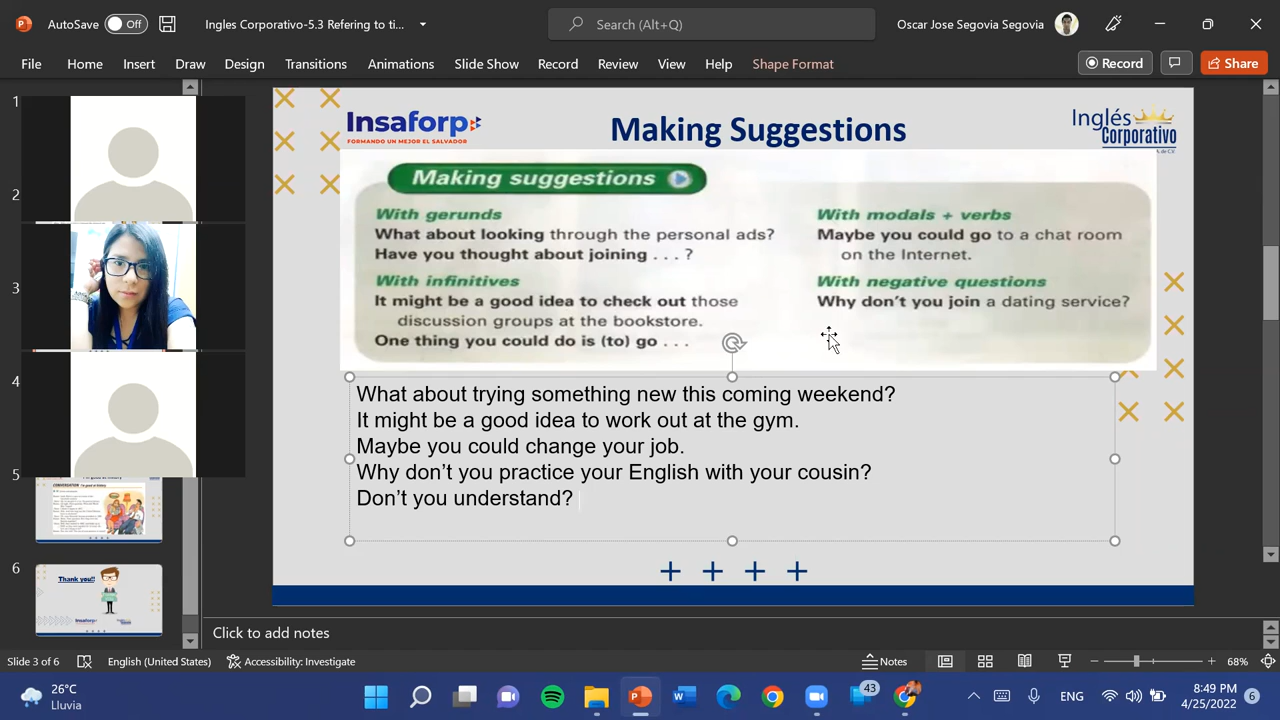 AutoSave
Off
Ingles Corporativo-5.3 Refering to ti...
Search (Alt+Q)
Oscar Jose Segovia Segovia
File
Home
Insert
Draw
Design
Transitions
Animations
Slide Show
Record
Review
View
Help
Shape Format
Record
Share
1
2
3
4
5
6
Thank you!!
Insaforp
FORMANDO UN MEJOR EL SALVADOR
Making Suggestions
Inglés
Corporativo
Making suggestions
With gerunds
What about looking through the personal ads?
Have you thought about joining . . . ?
With infinitives
It might be a good idea to check out those
discussion groups at the bookstore.
One thing you could do is (to) go . . .
With modals + verbs
Maybe you could go to a chat room
on the Internet.
With negative questions
Why don't you join a dating service?
What about trying something new this coming weekend?
It might be a good idea to work out at the gym.
Maybe you could change your job.
Why don't you practice your English with your cousin?
Don't you understand?
Click to add notes
Slide 3 of 6
English (United States)
Accessibility: Investigate
Notes
68%
26°C
Lluvia
43
ENG
8:49 PM
4/25/2022
6